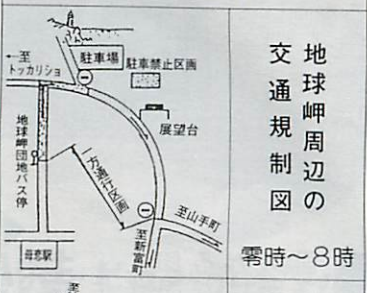 地球岬周辺の
交通規制図
零時～8時
至
トッカリショ
駐車場
駐車禁止区画
展望台
地球岬団地バス停
一方通行区画
至山手町
至新富町
母恋駅
至